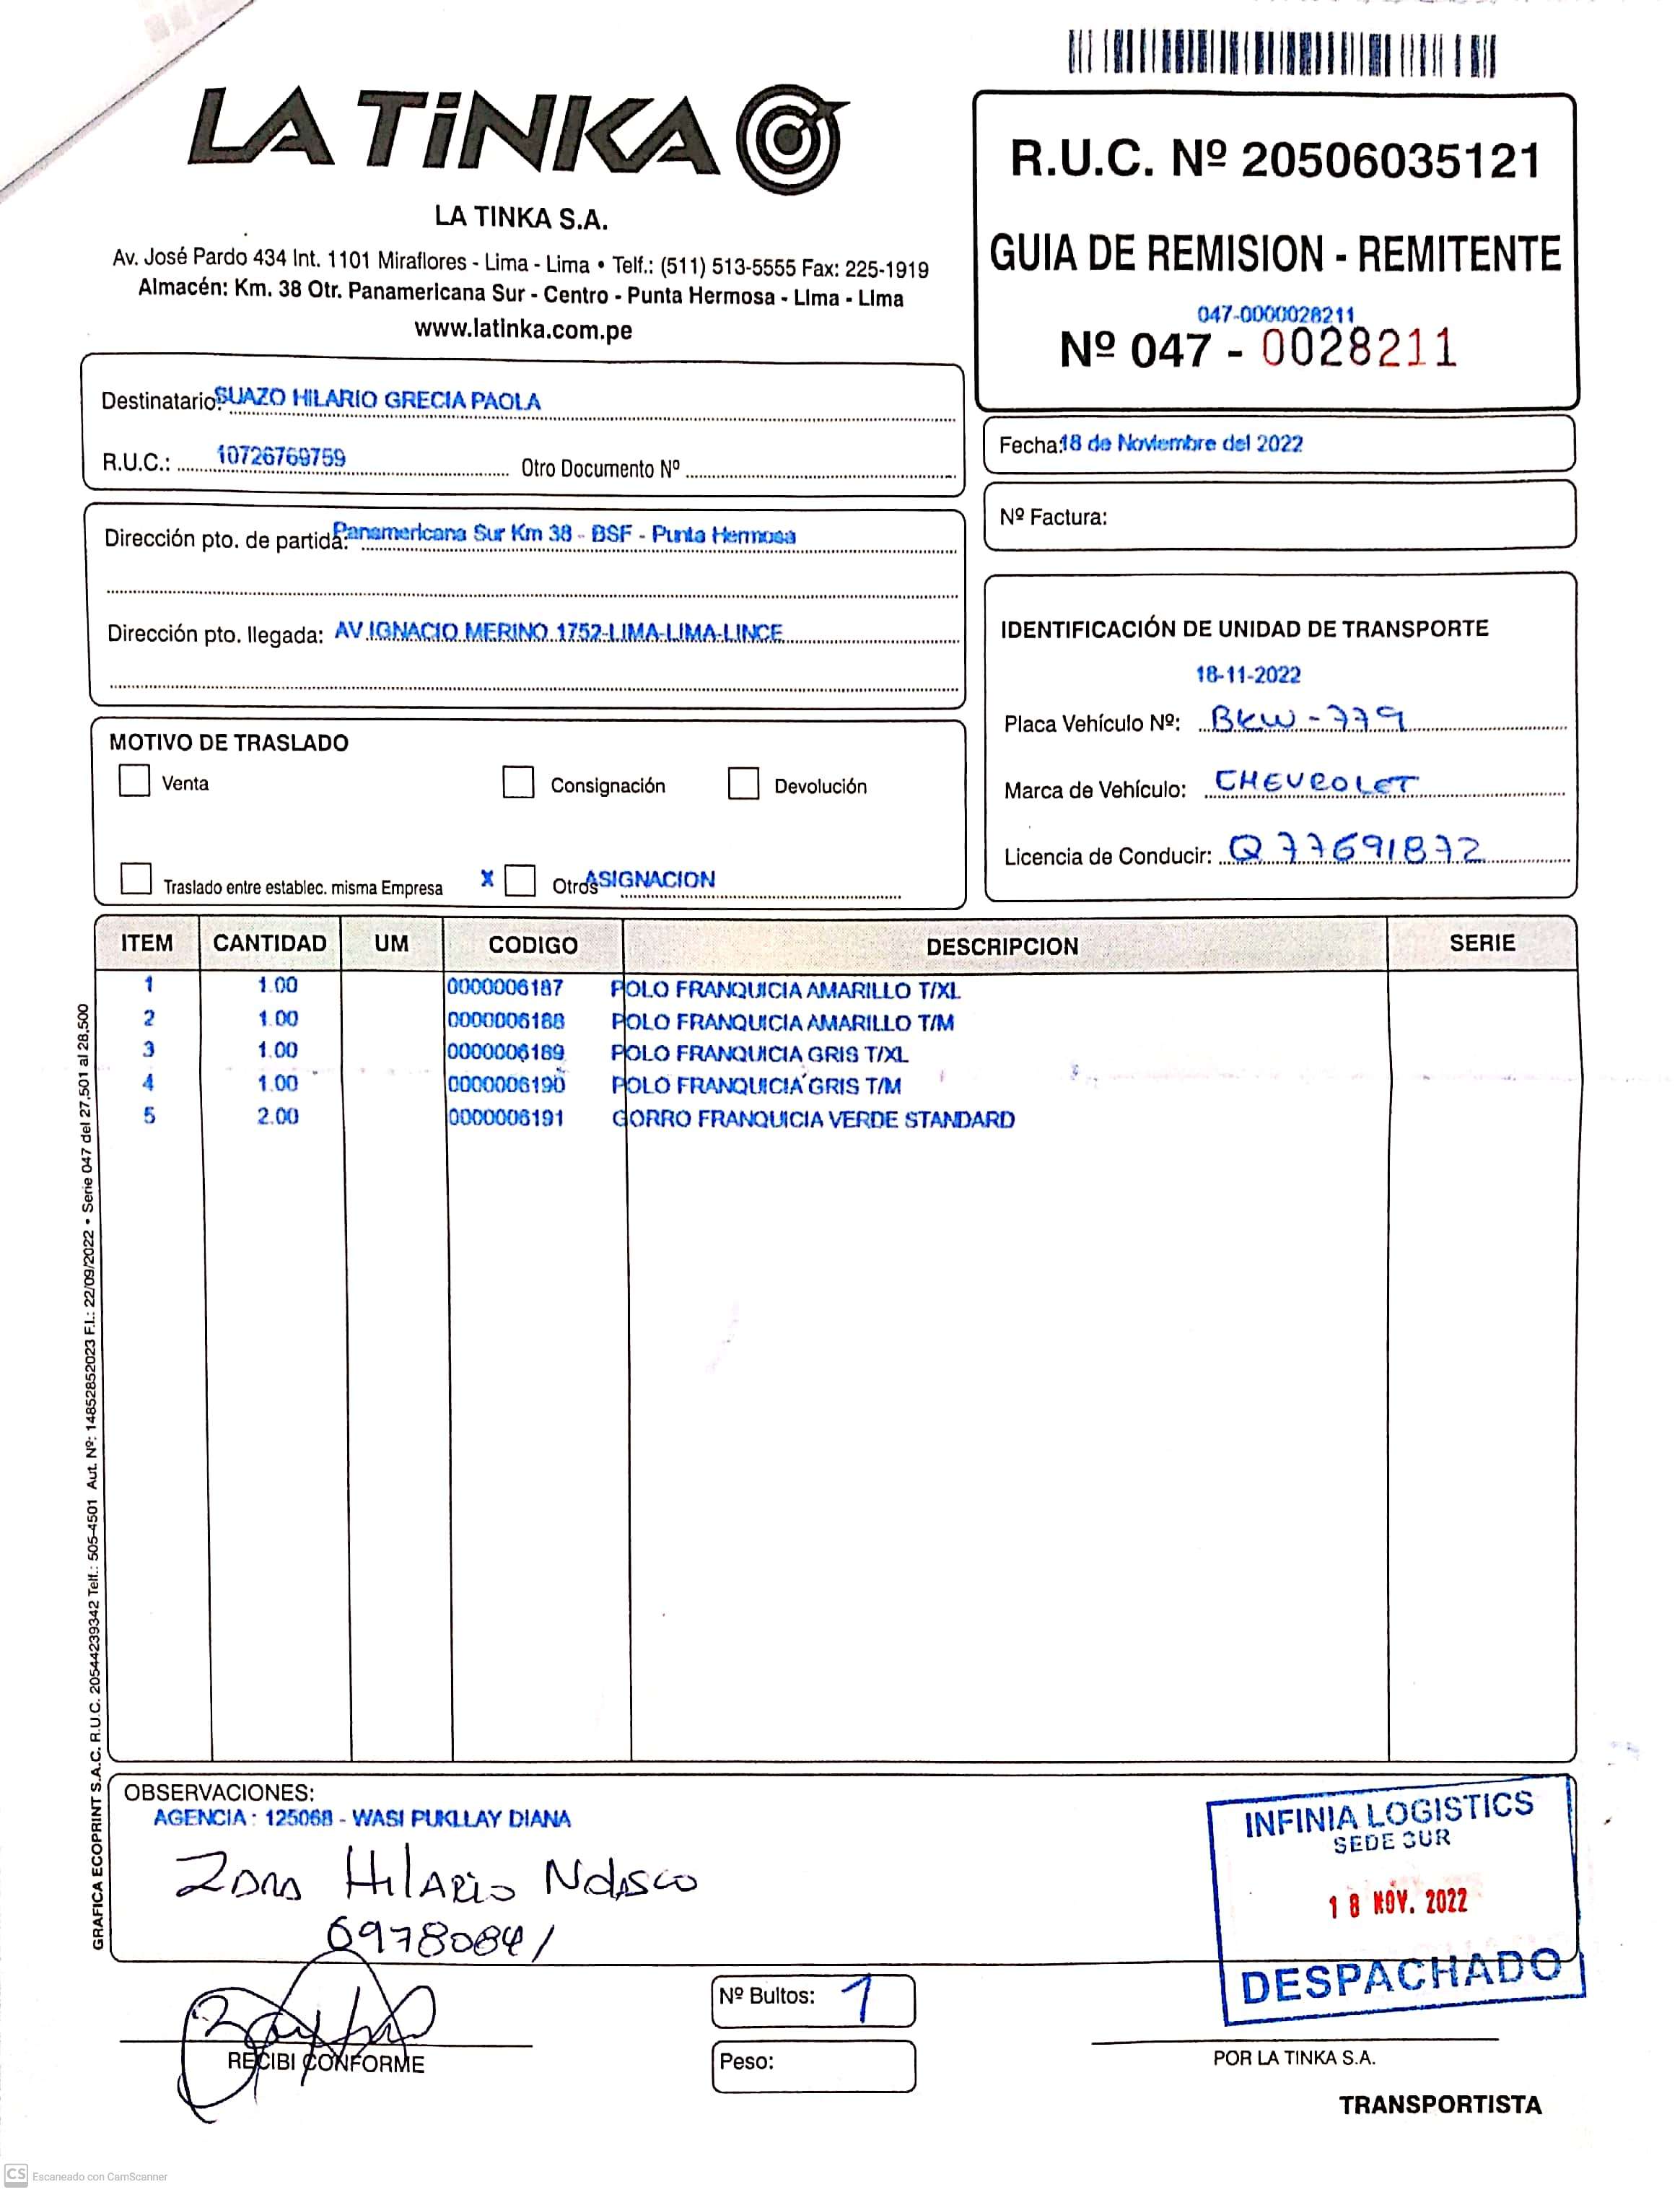 LA TiNKA
LA TINKA S.A.
Av. José Pardo 434 Int. 1101 Miraflores - Lima - Lima • Telf.: (511) 513-5555 Fax: 225-1919
Almacén: Km. 38 Otr. Panamericana Sur - Centro - Punta Hermosa - Lima - Lima
www.latinka.com.pe
R.U.C. Nº 20506035121
GUIA DE REMISION - REMITENTE
047-0000028211
Nº 047 - 0028211
Destinatario: SUAZO HILARIO GRECIA PAOLA
R.U.C.: 10726769759 Otro Documento Nº
Fecha: 18 de Noviembre del 2022
Nº Factura:
Dirección pto. de partida: Panamericana Sur Km 38 - BSF - Punta Hermosa
Dirección pto. llegada: AV.IGNACIO MERINO 1752-LIMA-LIMA-LINCE
IDENTIFICACIÓN DE UNIDAD DE TRANSPORTE
18-11-2022
Placa Vehículo Nº: BKW-779
Marca de Vehículo: CHEVROLET
Licencia de Conducir: Q77691872
MOTIVO DE TRASLADO
Venta Consignación Devolución
Traslado entre establec. misma Empresa X Otros ASIGNACION
ITEM CANTIDAD UM CODIGO DESCRIPCION SERIE
1 1.00 0000006187 POLO FRANQUICIA AMARILLO T/XL
2 1.00 0000006188 POLO FRANQUICIA AMARILLO T/M
3 1.00 0000006189 POLO FRANQUICIA GRIS T/XL
4 1.00 0000006190 POLO FRANQUICIA GRIS T/M
5 2.00 0000006191 GORRO FRANQUICIA VERDE STANDARD
GRAFICA ECOPRINT S.A.C. R.U.C. 20544239342 Telf.: 505-4501 Aut. Nº: 14852852023 F.I.: 22/09/2022 • Serie 047 del 27,501 al 28,500
OBSERVACIONES:
AGENCIA : 125068 - WASI PUKLLAY DIANA
Hilario Nolasco
INFINIA LOGISTICS
SEDE SUR
18 NOV. 2022
DESPACHADO
RECIBI CONFORME
Nº Bultos: 1
Peso:
POR LA TINKA S.A.
TRANSPORTISTA
CS Escaneado con CamScanner